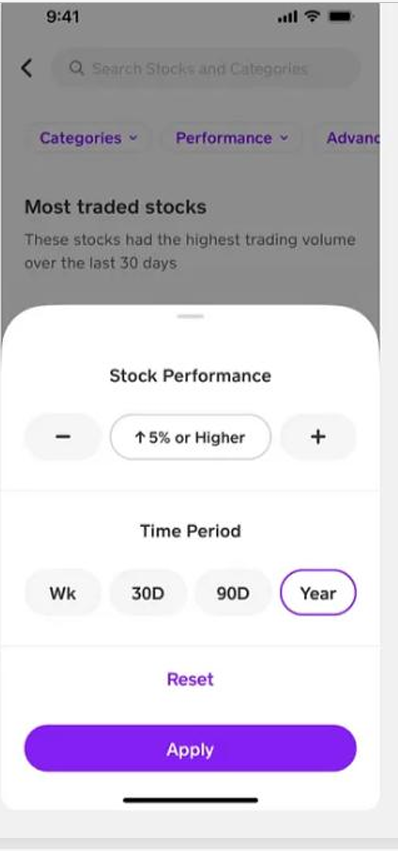 9:41
Search Stocks and Categories
Categories Performance Advanc
Most traded stocks
These stocks had the highest trading volume
over the last 30 days
Stock Performance
− ↑ 5% or Higher +
Time Period
Wk 30D 90D Year
Reset
Apply